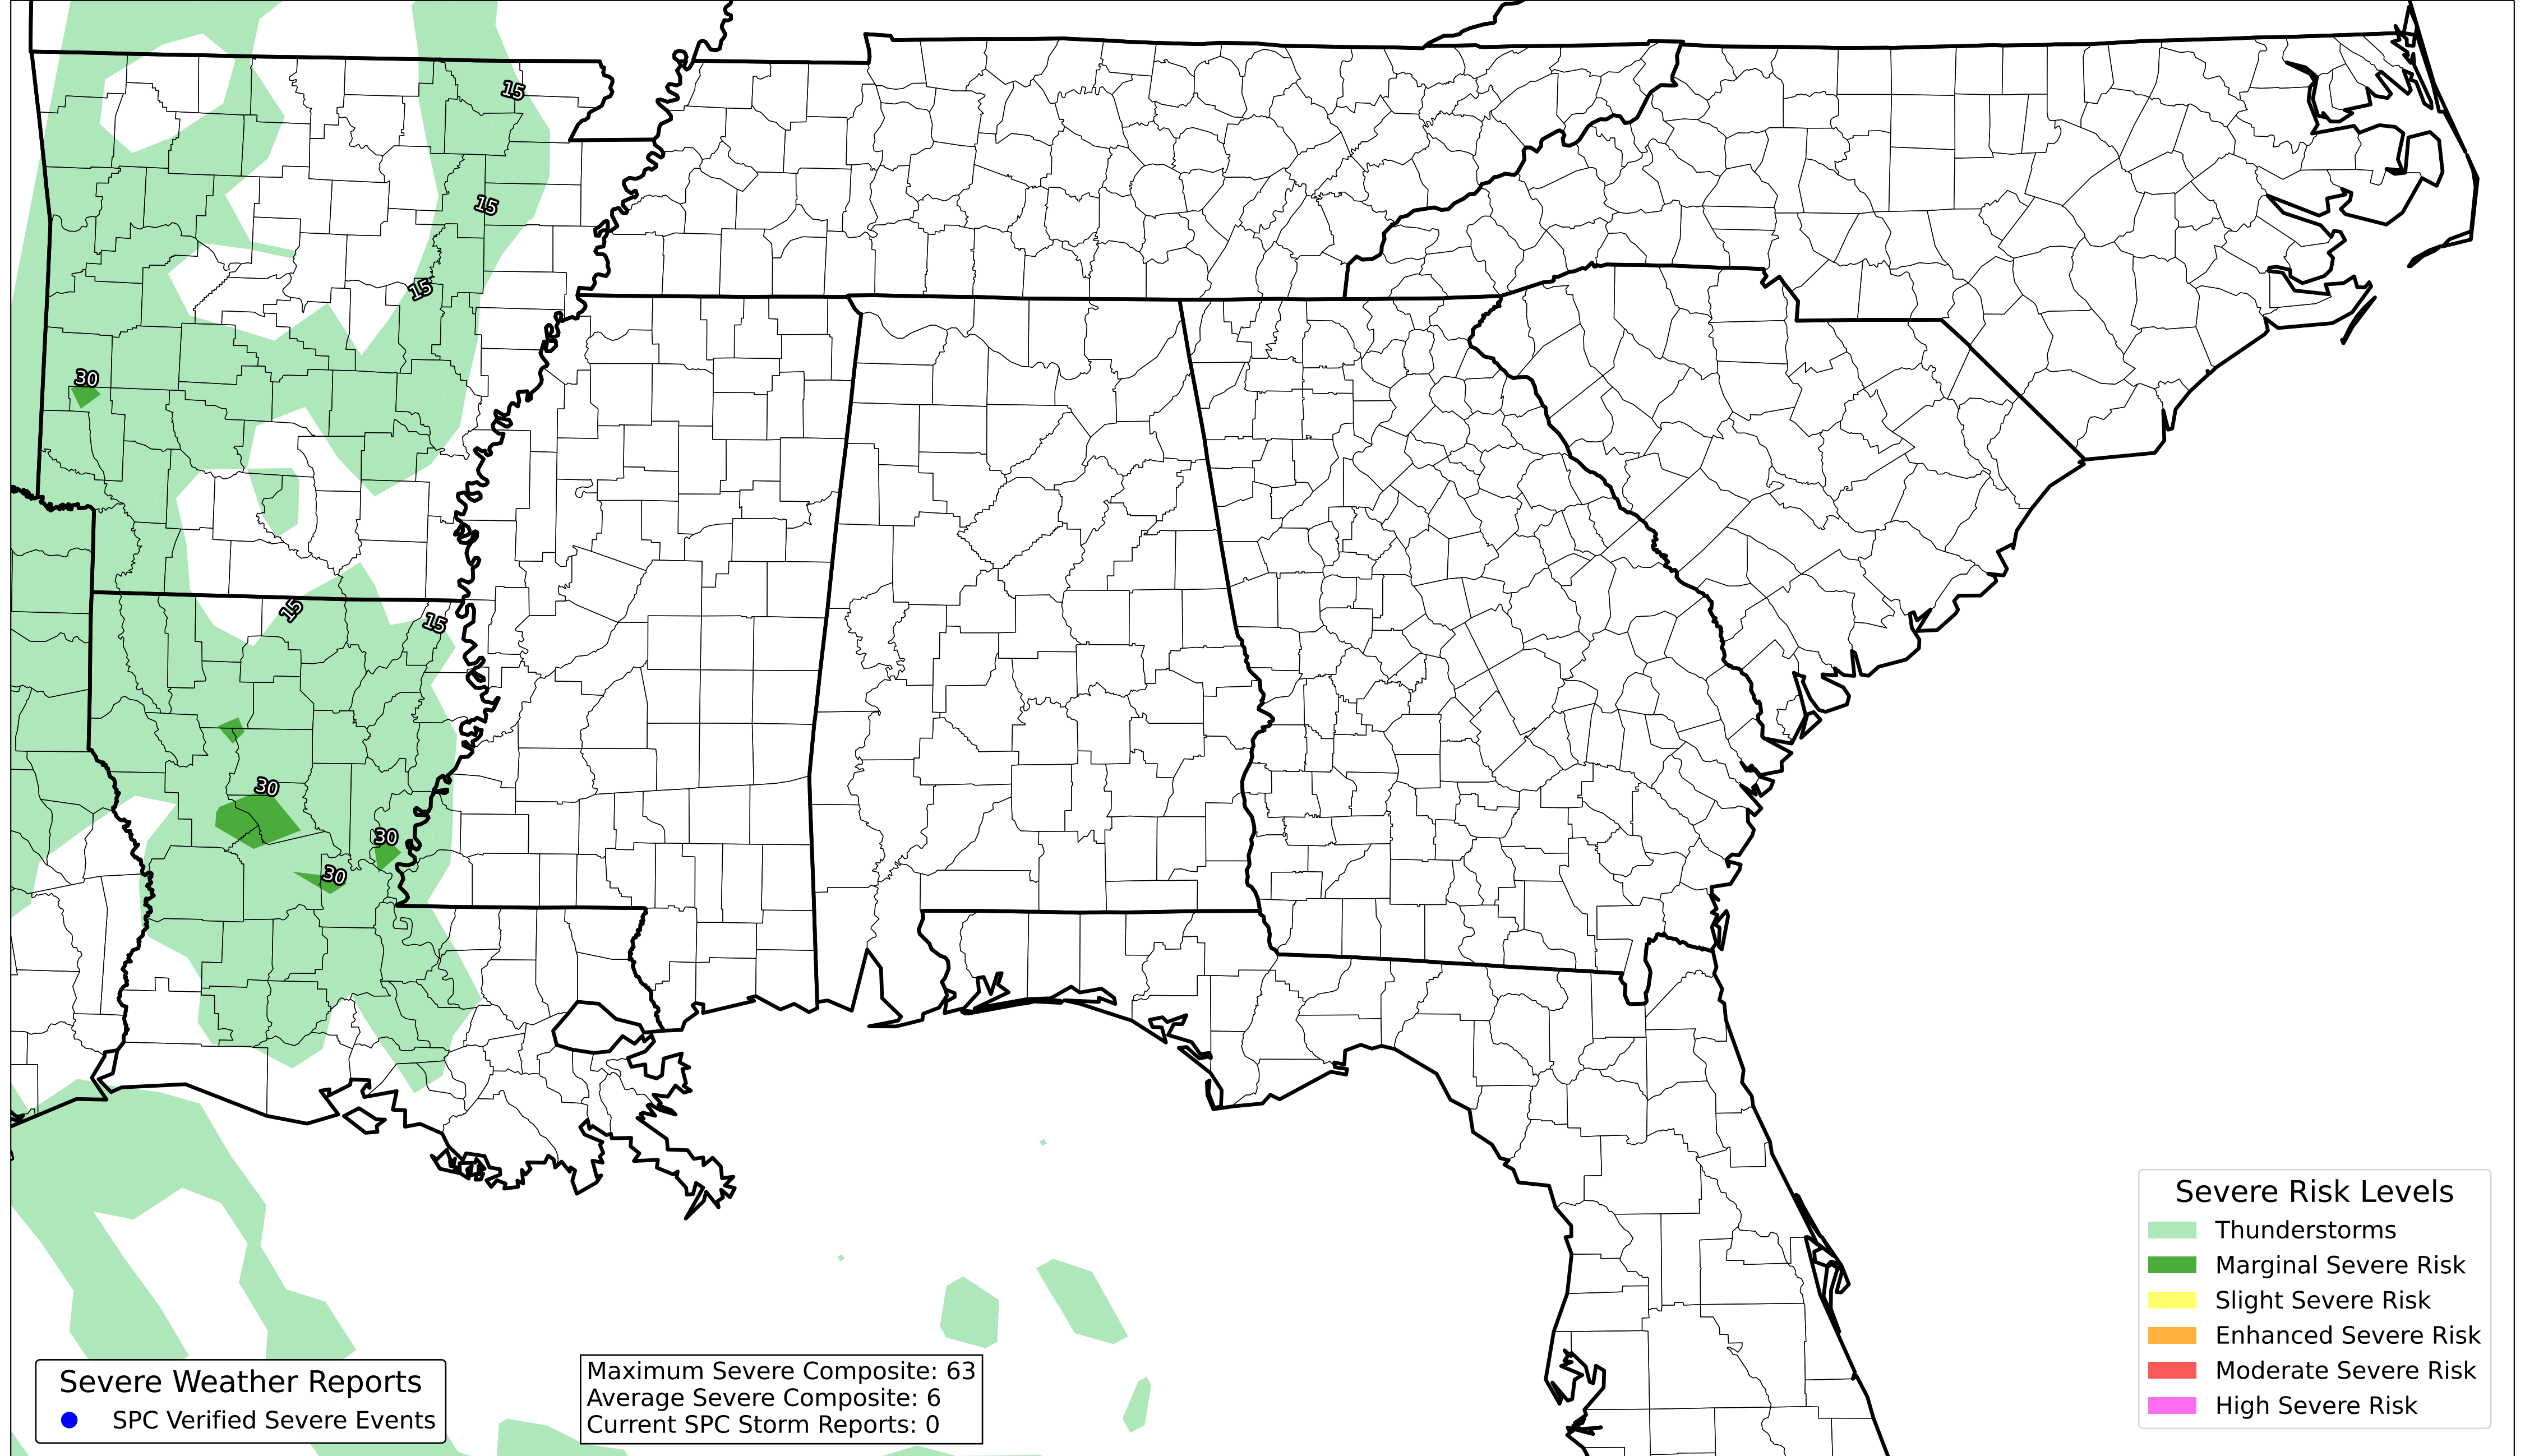 15
15
15
30
15
15
30
30
30
Severe Risk Levels
Thunderstorms
Marginal Severe Risk
Slight Severe Risk
Enhanced Severe Risk
Moderate Severe Risk
High Severe Risk
Severe Weather Reports
SPC Verified Severe Events
Maximum Severe Composite: 63
Average Severe Composite: 6
Current SPC Storm Reports: 0